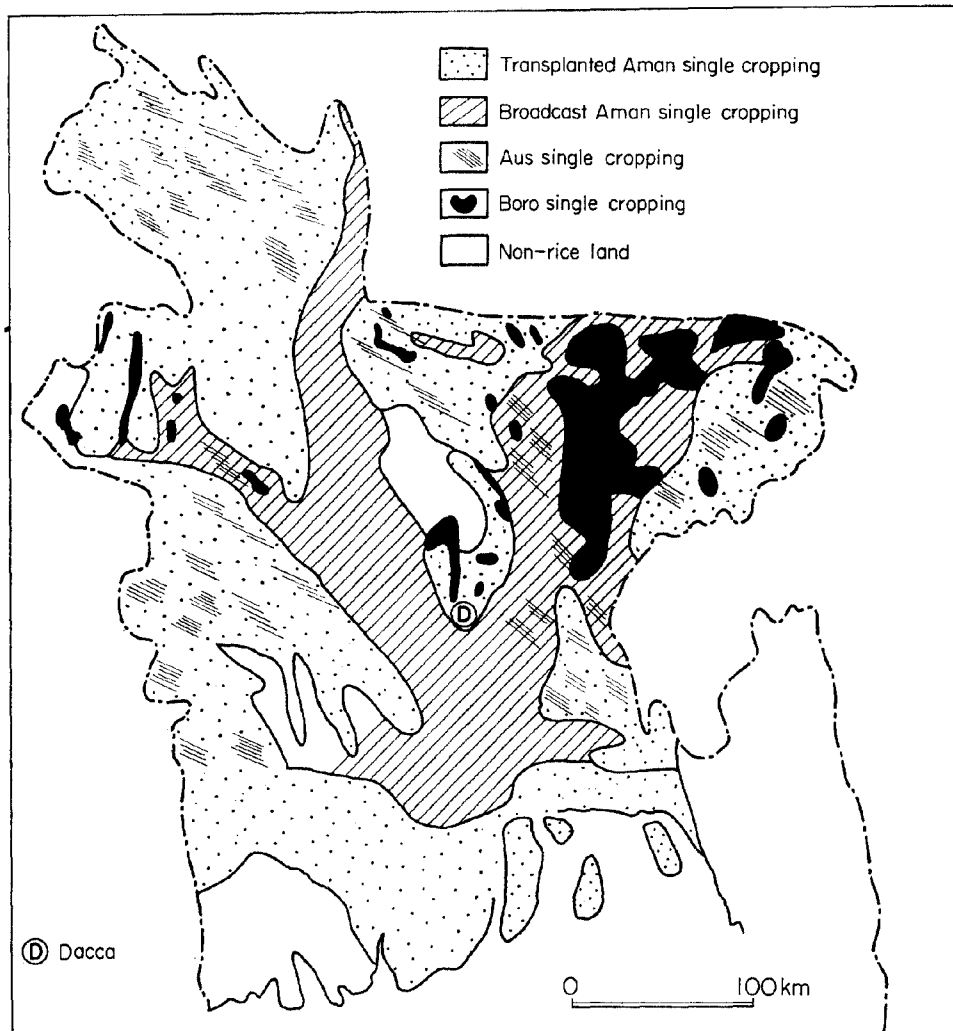 Transplanted Aman single cropping
Broadcast Aman single cropping
Aus single cropping
Boro single cropping
Non-rice land
D
D Dacca
0 100 km